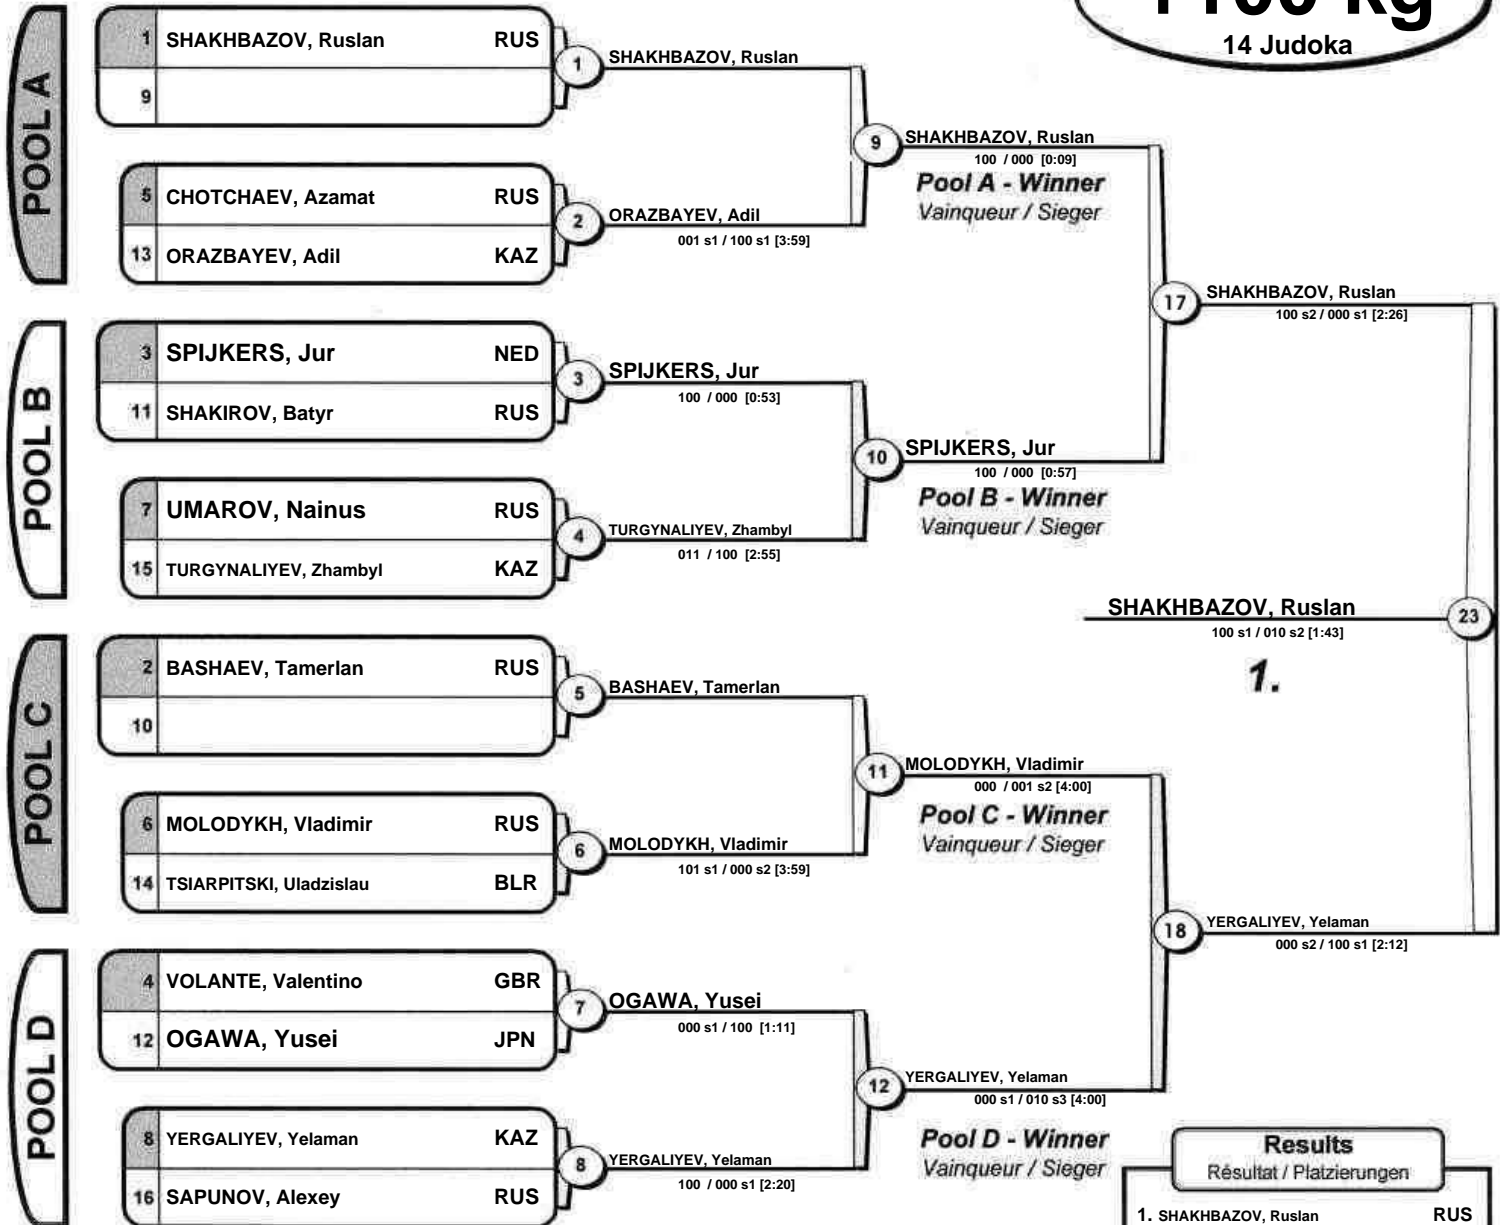 14 Judoka
POOL A
1 SHAKHBAZOV, Ruslan RUS
9
1
SHAKHBAZOV, Ruslan
5 CHOTCHAEV, Azamat RUS
13 ORAZBAYEV, Adil KAZ
2
ORAZBAYEV, Adil
001 s1 / 100 s1 [3:59]
9
SHAKHBAZOV, Ruslan
100 / 000 [0:09]
Pool A - Winner
Vainqueur / Sieger
POOL B
3 SPIJKERS, Jur NED
11 SHAKIROV, Batyr RUS
3
SPIJKERS, Jur
100 / 000 [0:53]
7 UMAROV, Nainus RUS
15 TURGYNALIYEV, Zhambyl KAZ
4
TURGYNALIYEV, Zhambyl
011 / 100 [2:55]
10
SPIJKERS, Jur
100 / 000 [0:57]
Pool B - Winner
Vainqueur / Sieger
17
SHAKHBAZOV, Ruslan
100 s2 / 000 s1 [2:26]
SHAKHBAZOV, Ruslan
100 s1 / 010 s2 [1:43]
1.
23
POOL C
2 BASHAEV, Tamerlan RUS
10
5
BASHAEV, Tamerlan
6 MOLODYKH, Vladimir RUS
14 TSIARPITSKI, Uladzislau BLR
6
MOLODYKH, Vladimir
101 s1 / 000 s2 [3:59]
11
MOLODYKH, Vladimir
000 / 001 s2 [4:00]
Pool C - Winner
Vainqueur / Sieger
18
YERGALIYEV, Yelaman
000 s2 / 100 s1 [2:12]
POOL D
4 VOLANTE, Valentino GBR
12 OGAWA, Yusei JPN
7
OGAWA, Yusei
000 s1 / 100 [1:11]
8 YERGALIYEV, Yelaman KAZ
16 SAPUNOV, Alexey RUS
8
YERGALIYEV, Yelaman
100 / 000 s1 [2:20]
12
YERGALIYEV, Yelaman
000 s1 / 010 s3 [4:00]
Pool D - Winner
Vainqueur / Sieger
Results
Résultat / Platzierungen
1. SHAKHBAZOV, Ruslan RUS